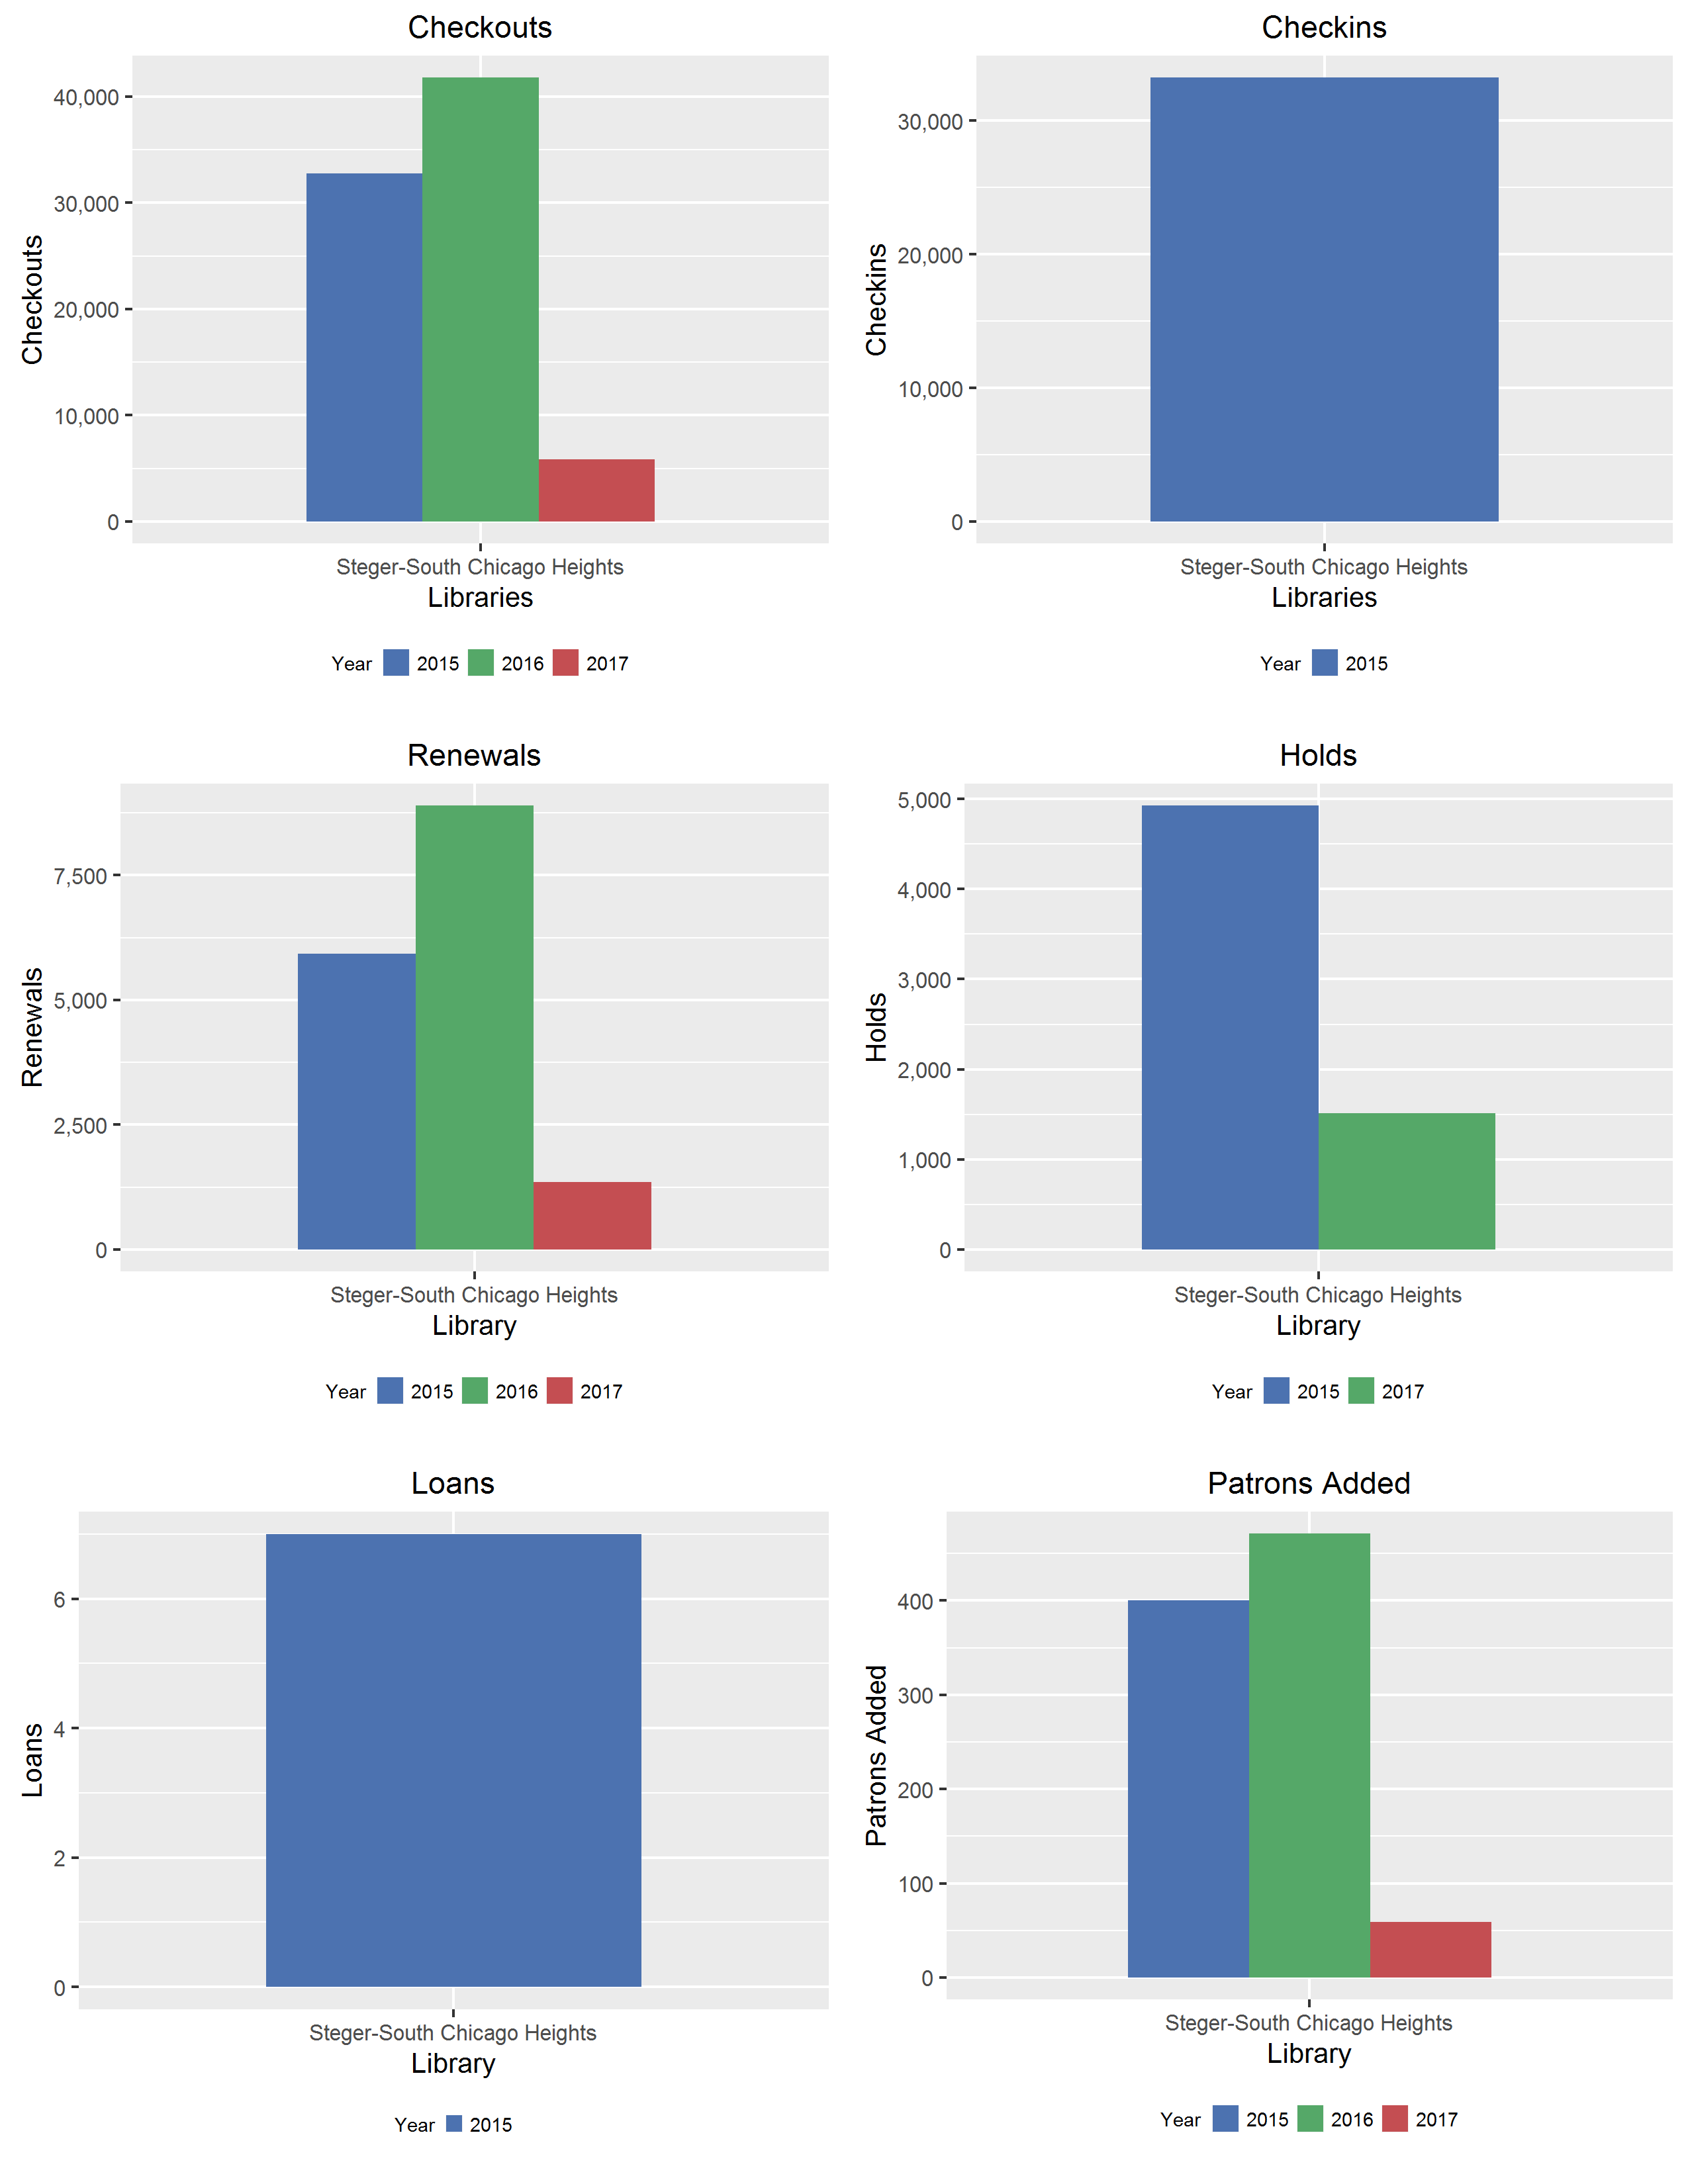 Checkouts
40,000
30,000
20,000
10,000
0
Checkouts
Steger-South Chicago Heights
Libraries
Year 2015 2016 2017
Checkins
30,000
20,000
10,000
0
Checkins
Steger-South Chicago Heights
Libraries
Year 2015
Renewals
7,500
5,000
2,500
0
Renewals
Steger-South Chicago Heights
Library
Year 2015 2016 2017
Holds
5,000
4,000
3,000
2,000
1,000
0
Holds
Steger-South Chicago Heights
Library
Year 2015 2017
Loans
6
4
2
0
Loans
Steger-South Chicago Heights
Library
Year 2015
Patrons Added
400
300
200
100
0
Patrons Added
Steger-South Chicago Heights
Library
Year 2015 2016 2017